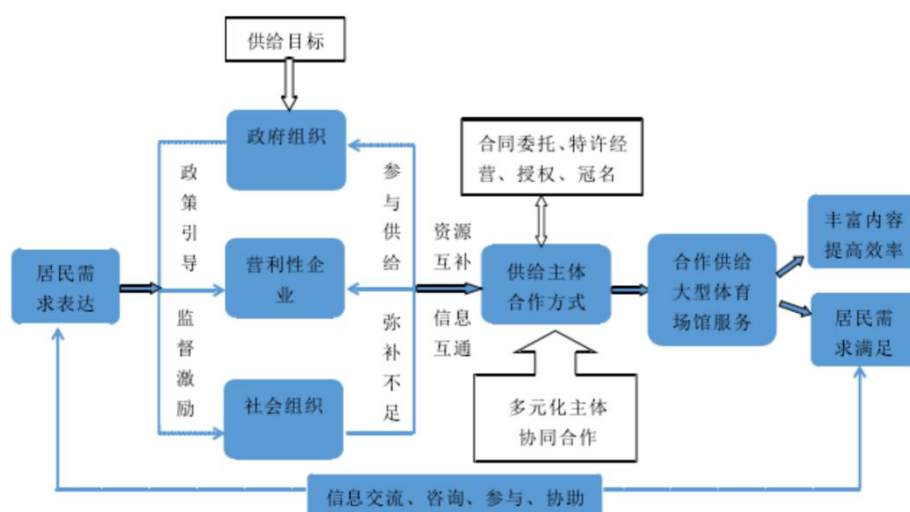 供给目标
政府组织
政策引导
监督激励
参与供给
弥补不足
营利性企
业
社会组织
居民需
求表达
资源
互补
信息
互通
合同委托、特许经
营、授权、冠名
供给主体
合作方式
多元化主体
协同合作
合作供给
大型体育
场馆服务
丰富内容
提高效率
居民需
求满足
信息交流、咨询、参与、协助